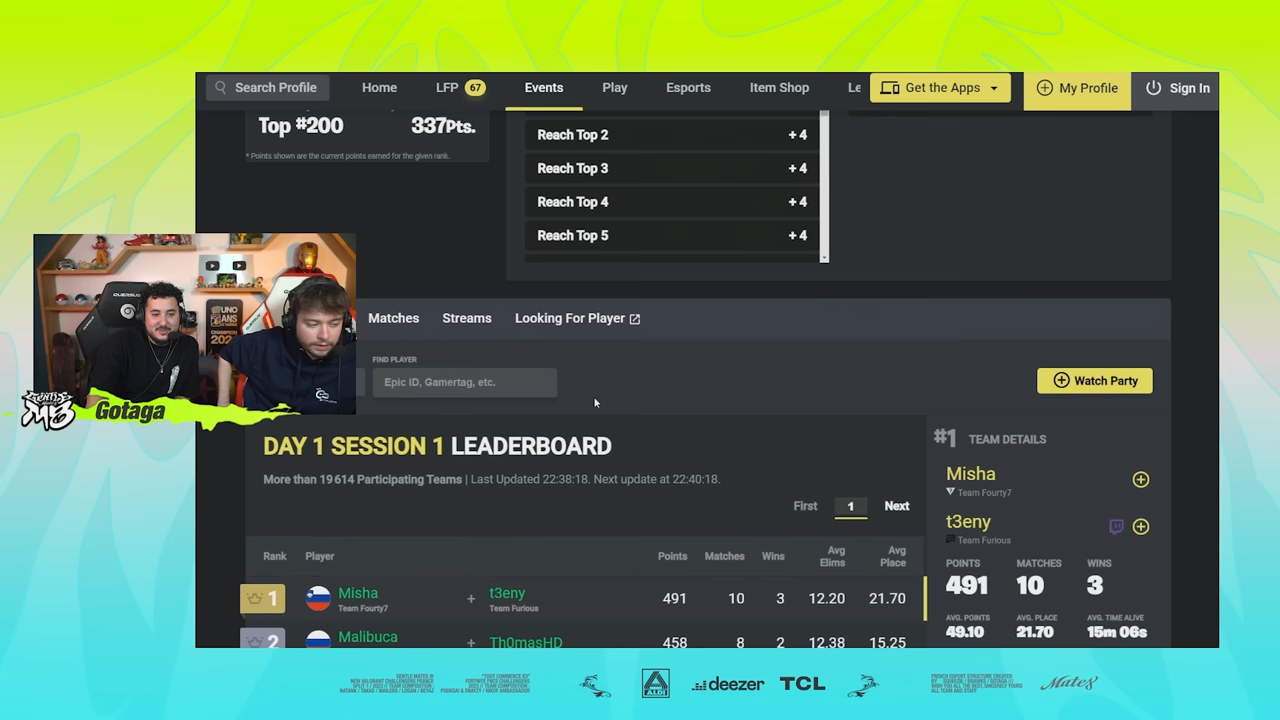 Search Profile
Home
LFP 67
Events
Play
Esports
Item Shop
Le
Get the Apps
My Profile
Sign In
Top #200 337Pts.
* Points shown are the current points earned for the given rank.
Reach Top 2 + 4
Reach Top 3 + 4
Reach Top 4 + 4
Reach Top 5 + 4
Matches
Streams
Looking For Player
FIND PLAYER
Epic ID, Gamertag, etc.
Watch Party
DAY 1 SESSION 1 LEADERBOARD
More than 19 614 Participating Teams | Last Updated 22:38:18. Next update at 22:40:18.
First 1 Next
Rank Player Points Matches Wins Avg Elims Avg Place
1 Misha + t3eny 491 10 3 12.20 21.70
Team Fourty7 Team Furious
2 Malibuca + Th0masHD 458 8 2 12.38 15.25
#1 TEAM DETAILS
Misha
Team Fourty7
t3eny
Team Furious
POINTS MATCHES WINS
491 10 3
AVG. POINTS AVG. PLACE AVG. TIME ALIVE
49.10 21.70 15m 06s
QUERSUS
UNO
ANS
CHAMPION
M8
Gotaga
ALDI
deezer
TCL
Mates